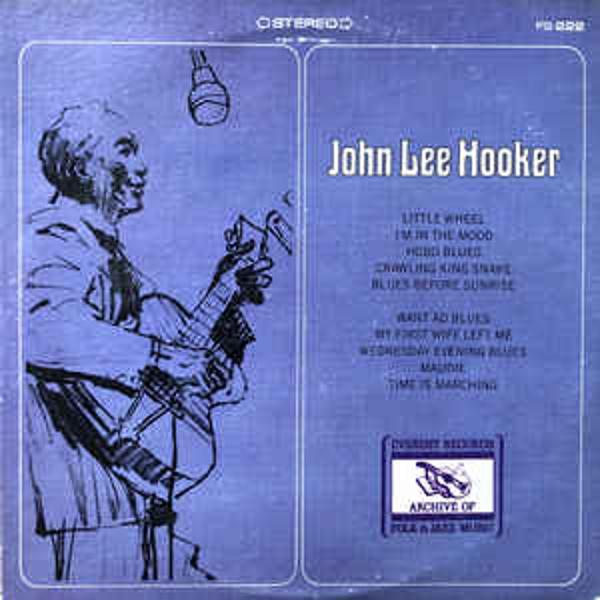 STEREO
FS 222
John Lee Hooker
LITTLE WHEEL
I'M IN THE MOOD
HOBO BLUES
CRAWLING KING SNAKE
BLUES BEFORE SUNRISE
WANT AD BLUES
MY FIRST WIFE LEFT ME
WEDNESDAY EVENING BLUES
MAUDIE
TIME IS MARCHING
EVEREST RECORDS
ARCHIVE OF
FOLK & JAZZ MUSIC